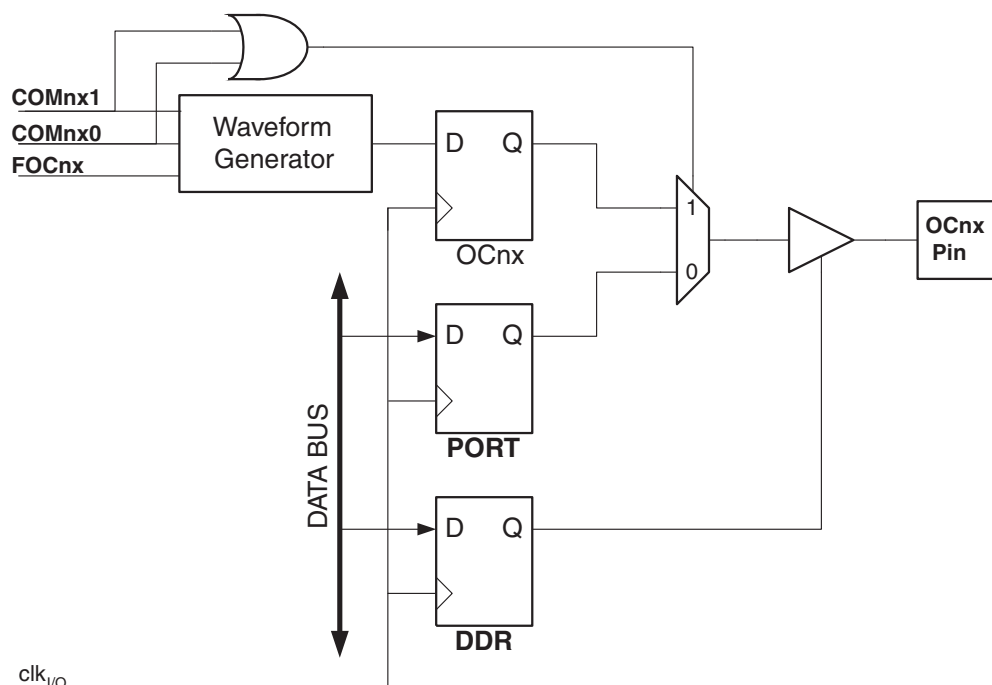 COMnx1
COMnx0
FOCnx
Waveform
Generator
D Q
OCnx
1
0
OCnx
Pin
D Q
PORT
DATA BUS
D Q
DDR
clkI/O